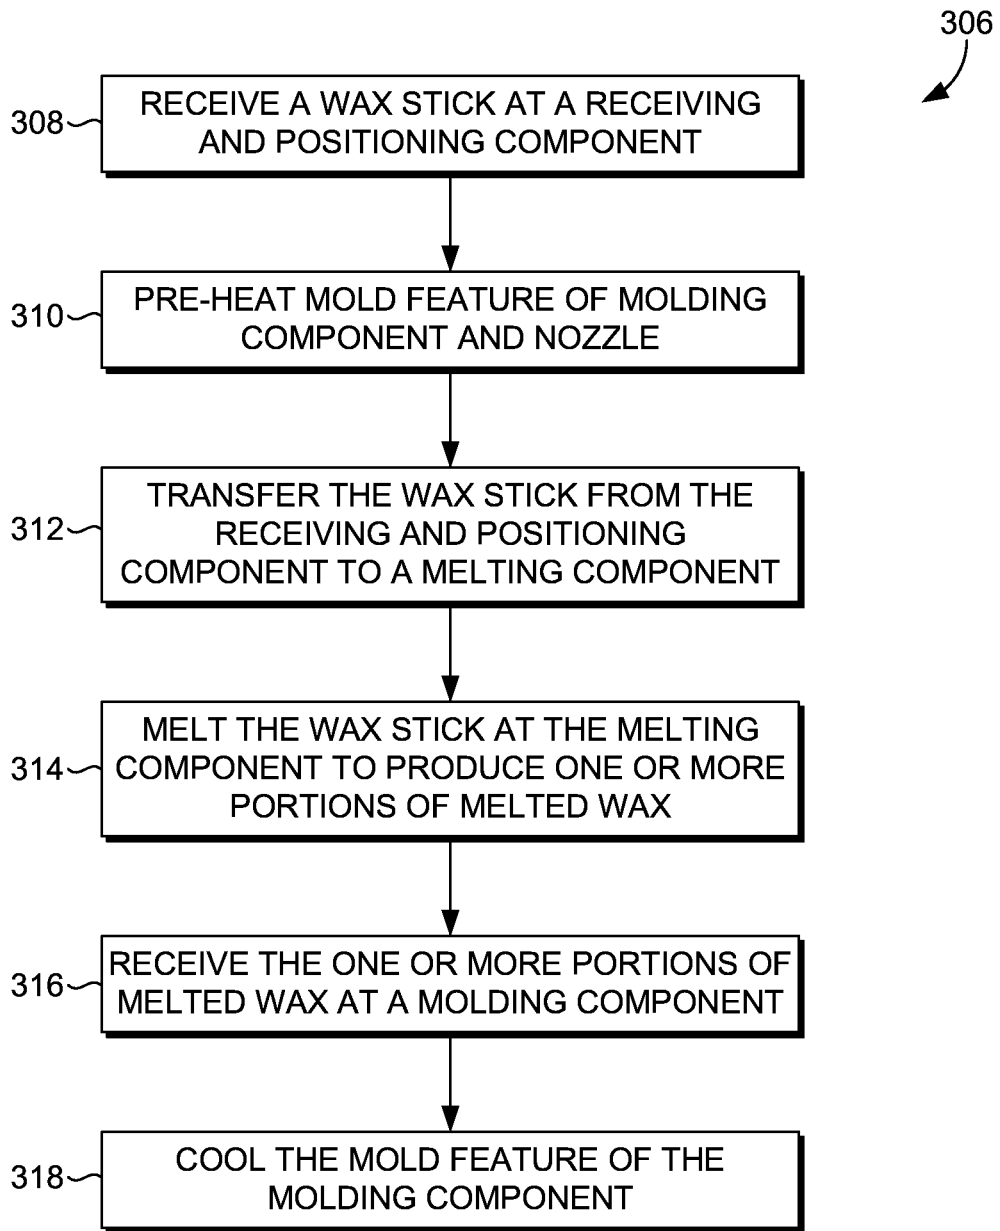 306
308
RECEIVE A WAX STICK AT A RECEIVING
AND POSITIONING COMPONENT
310
PRE-HEAT MOLD FEATURE OF MOLDING
COMPONENT AND NOZZLE
312
TRANSFER THE WAX STICK FROM THE
RECEIVING AND POSITIONING
COMPONENT TO A MELTING COMPONENT
314
MELT THE WAX STICK AT THE MELTING
COMPONENT TO PRODUCE ONE OR MORE
PORTIONS OF MELTED WAX
316
RECEIVE THE ONE OR MORE PORTIONS OF
MELTED WAX AT A MOLDING COMPONENT
318
COOL THE MOLD FEATURE OF THE
MOLDING COMPONENT